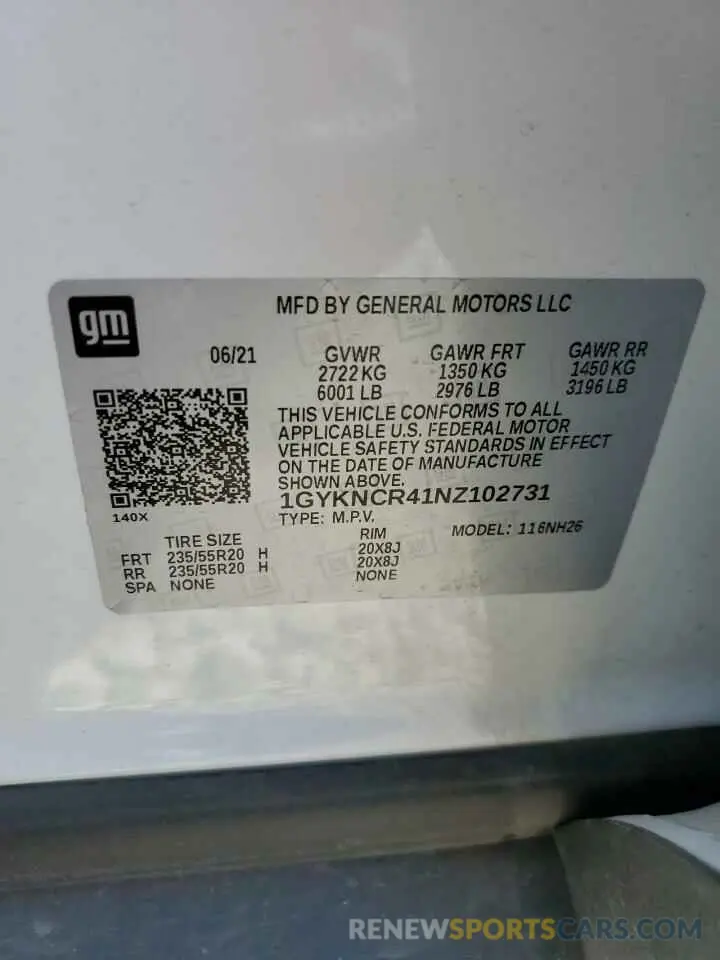 gm
MFD BY GENERAL MOTORS LLC
06/21 GVWR GAWR FRT GAWR RR
2722 KG 1350 KG 1450 KG
6001 LB 2976 LB 3196 LB
THIS VEHICLE CONFORMS TO ALL
APPLICABLE U.S. FEDERAL MOTOR
VEHICLE SAFETY STANDARDS IN EFFECT
ON THE DATE OF MANUFACTURE
SHOWN ABOVE.
1GYKNCR41NZ102731
140X
TYPE: M.P.V. MODEL: 116NH26
TIRE SIZE RIM
FRT 235/55R20 H 20X8J
RR 235/55R20 H 20X8J
SPA NONE NONE
RENEWSPORTSCARS.COM